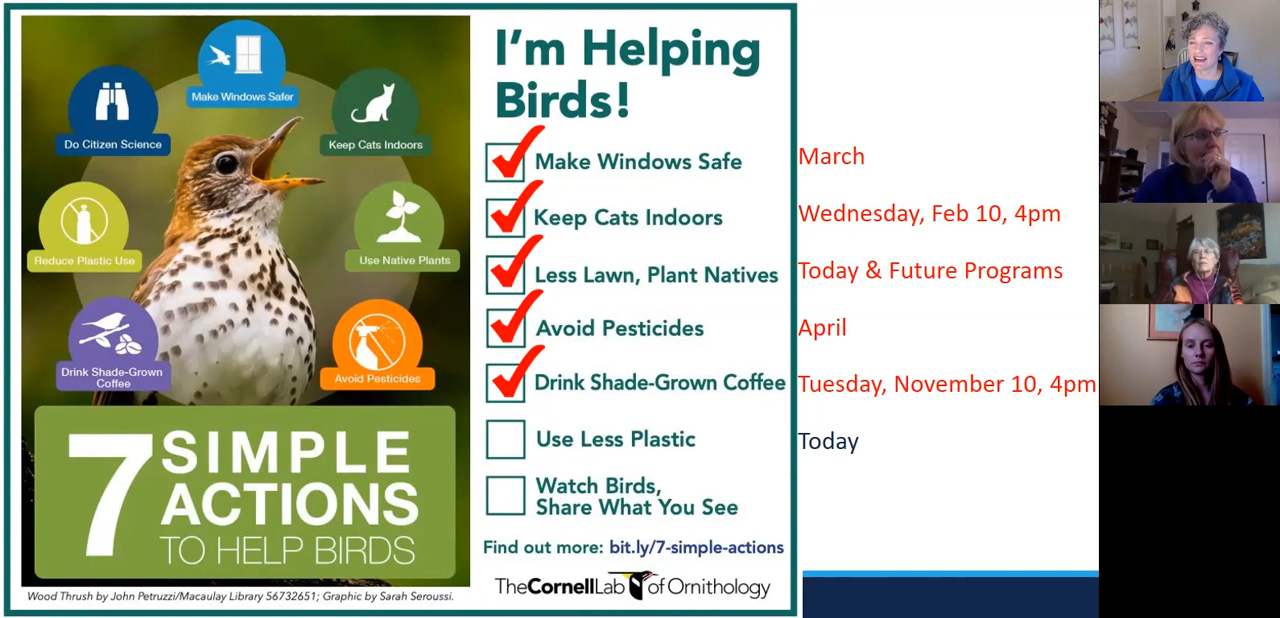 Make Windows Safer
Do Citizen Science
Keep Cats Indoors
Reduce Plastic Use
Use Native Plants
Drink Shade-Grown
Coffee
Avoid Pesticides
7 SIMPLE
ACTIONS
TO HELP BIRDS
Wood Thrush by John Petruzzi/Macaulay Library 56732651; Graphic by Sarah Seroussi.
I'm Helping
Birds!
Make Windows Safe
March
Keep Cats Indoors
Wednesday, Feb 10, 4pm
Less Lawn, Plant Natives
Today & Future Programs
Avoid Pesticides
April
Drink Shade-Grown Coffee
Tuesday, November 10, 4pm
Use Less Plastic
Today
Watch Birds,
Share What You See
Find out more: bit.ly/7-simple-actions
TheCornellLab of Ornithology